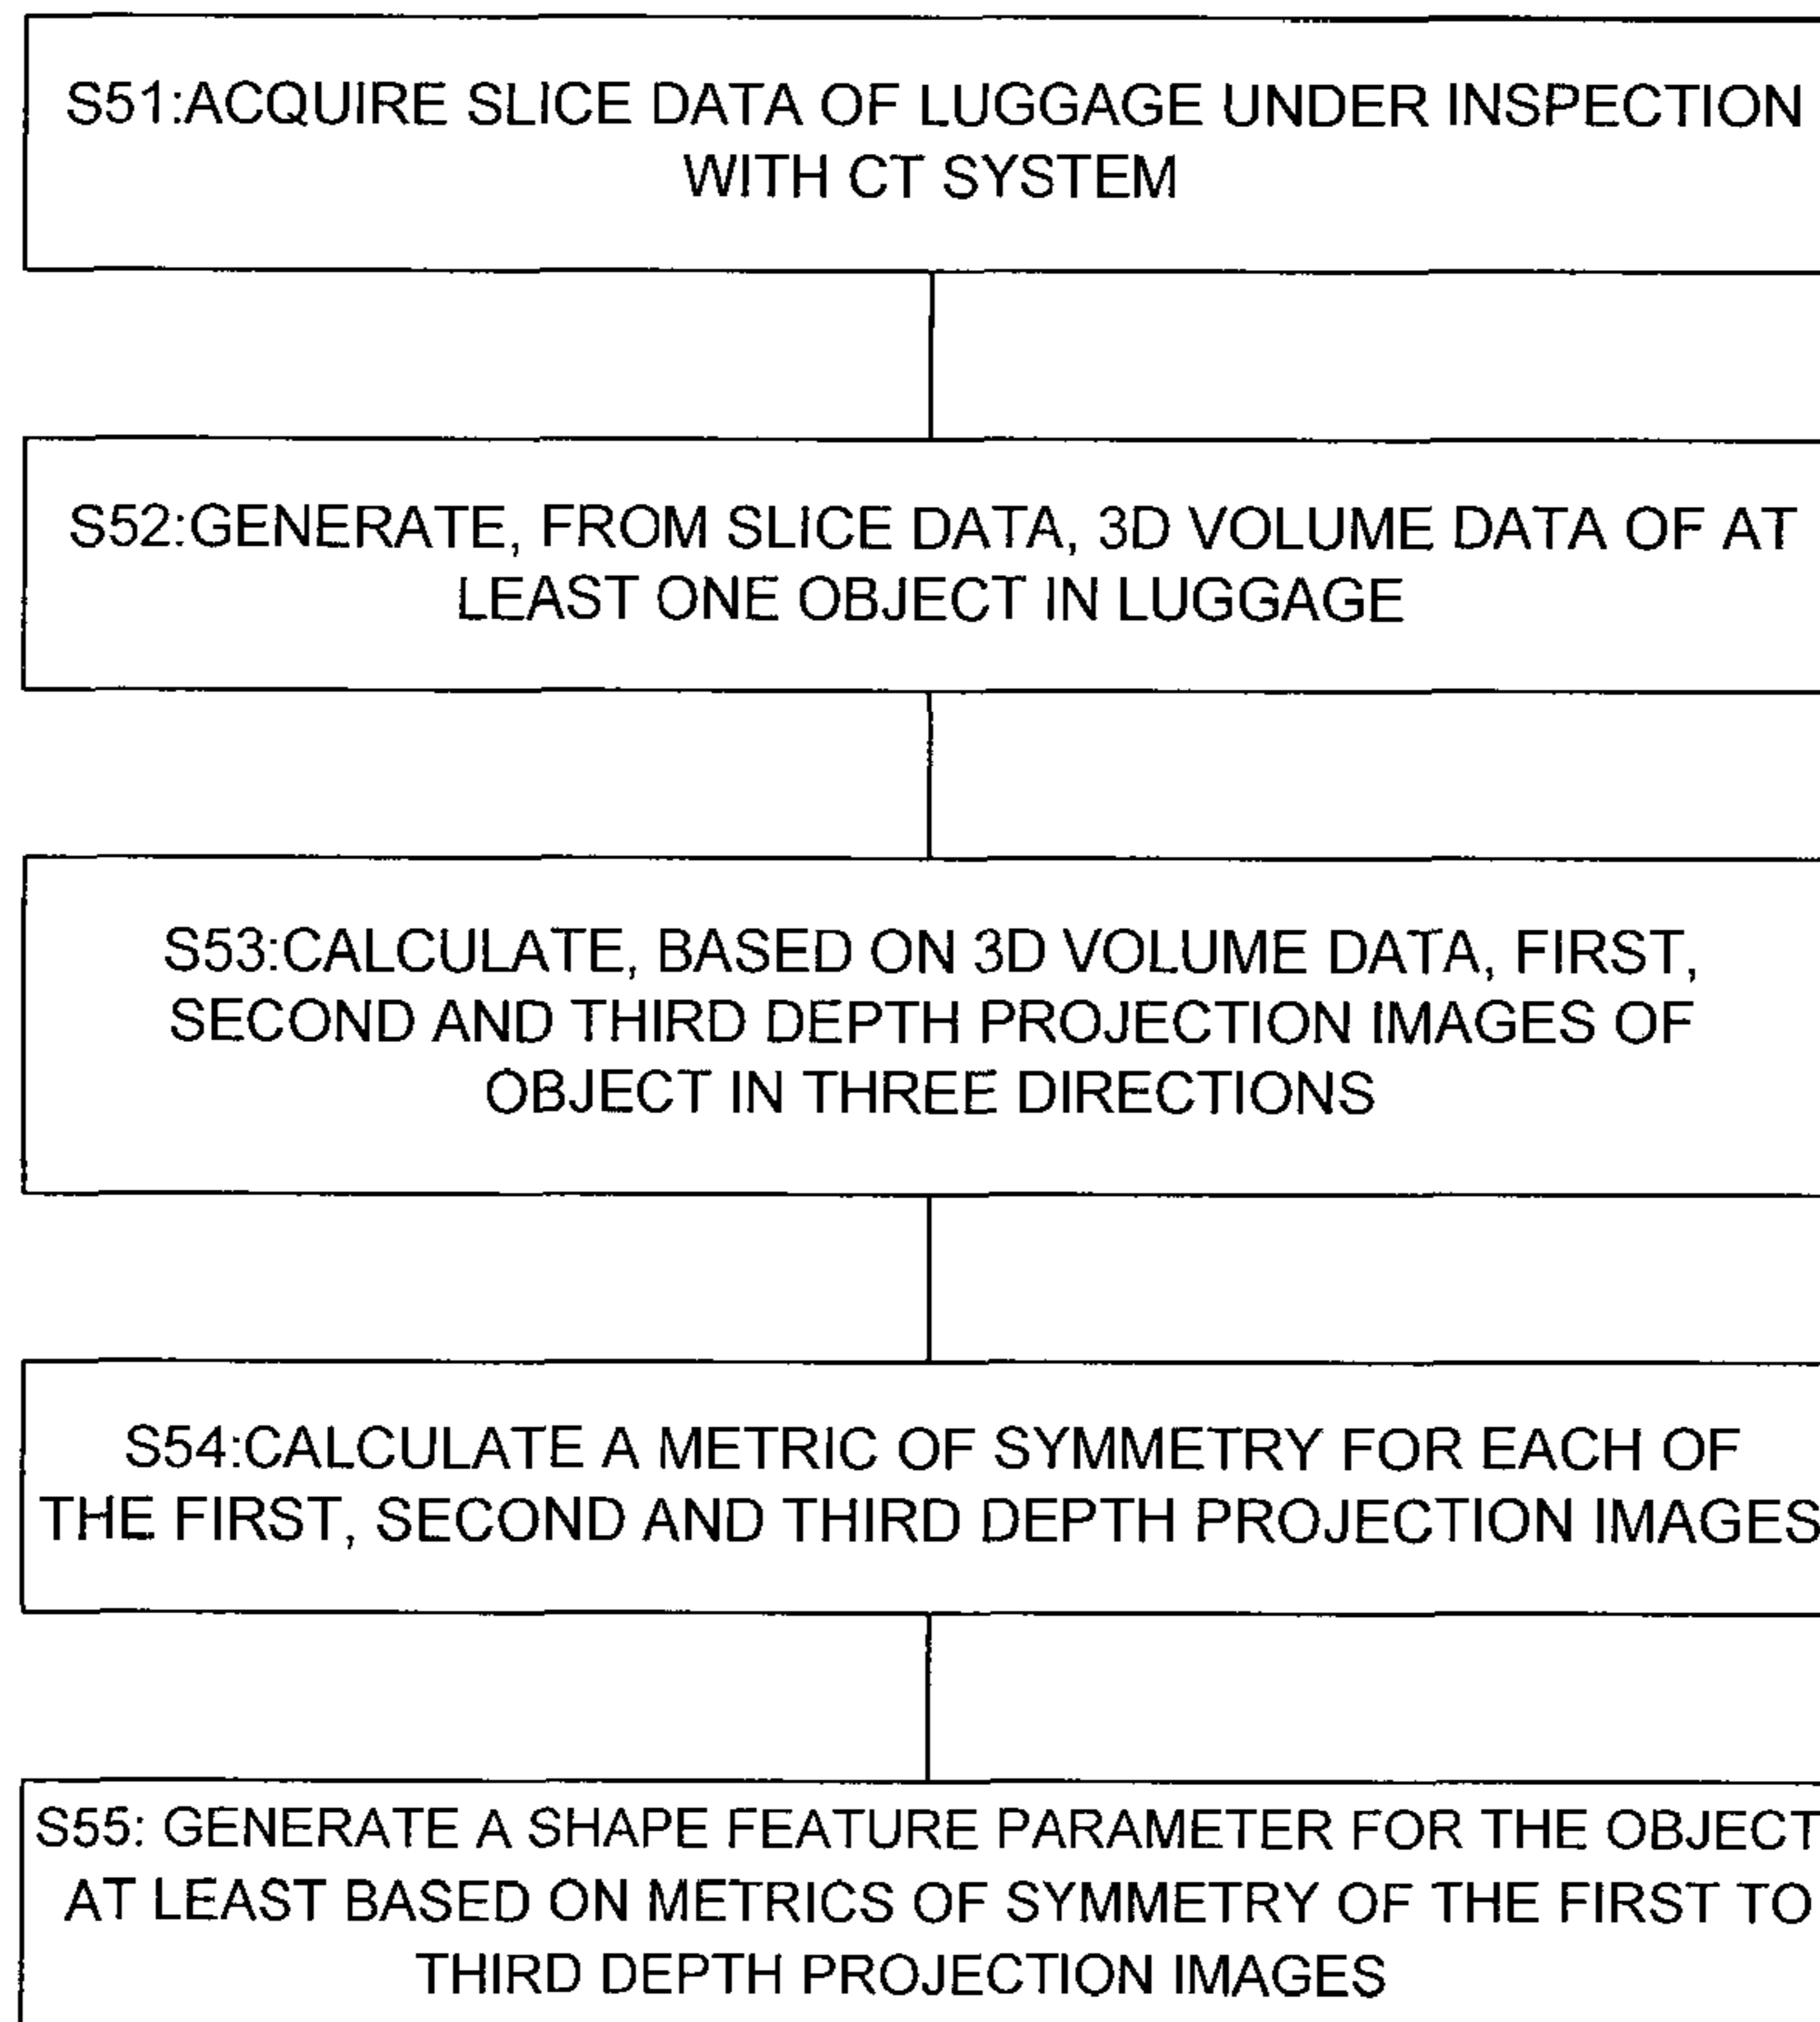 S51:ACQUIRE SLICE DATA OF LUGGAGE UNDER INSPECTION
WITH CT SYSTEM
S52:GENERATE, FROM SLICE DATA, 3D VOLUME DATA OF AT
LEAST ONE OBJECT IN LUGGAGE
S53:CALCULATE, BASED ON 3D VOLUME DATA, FIRST,
SECOND AND THIRD DEPTH PROJECTION IMAGES OF
OBJECT IN THREE DIRECTIONS
S54:CALCULATE A METRIC OF SYMMETRY FOR EACH OF
THE FIRST, SECOND AND THIRD DEPTH PROJECTION IMAGES
S55: GENERATE A SHAPE FEATURE PARAMETER FOR THE OBJECT
AT LEAST BASED ON METRICS OF SYMMETRY OF THE FIRST TO
THIRD DEPTH PROJECTION IMAGES